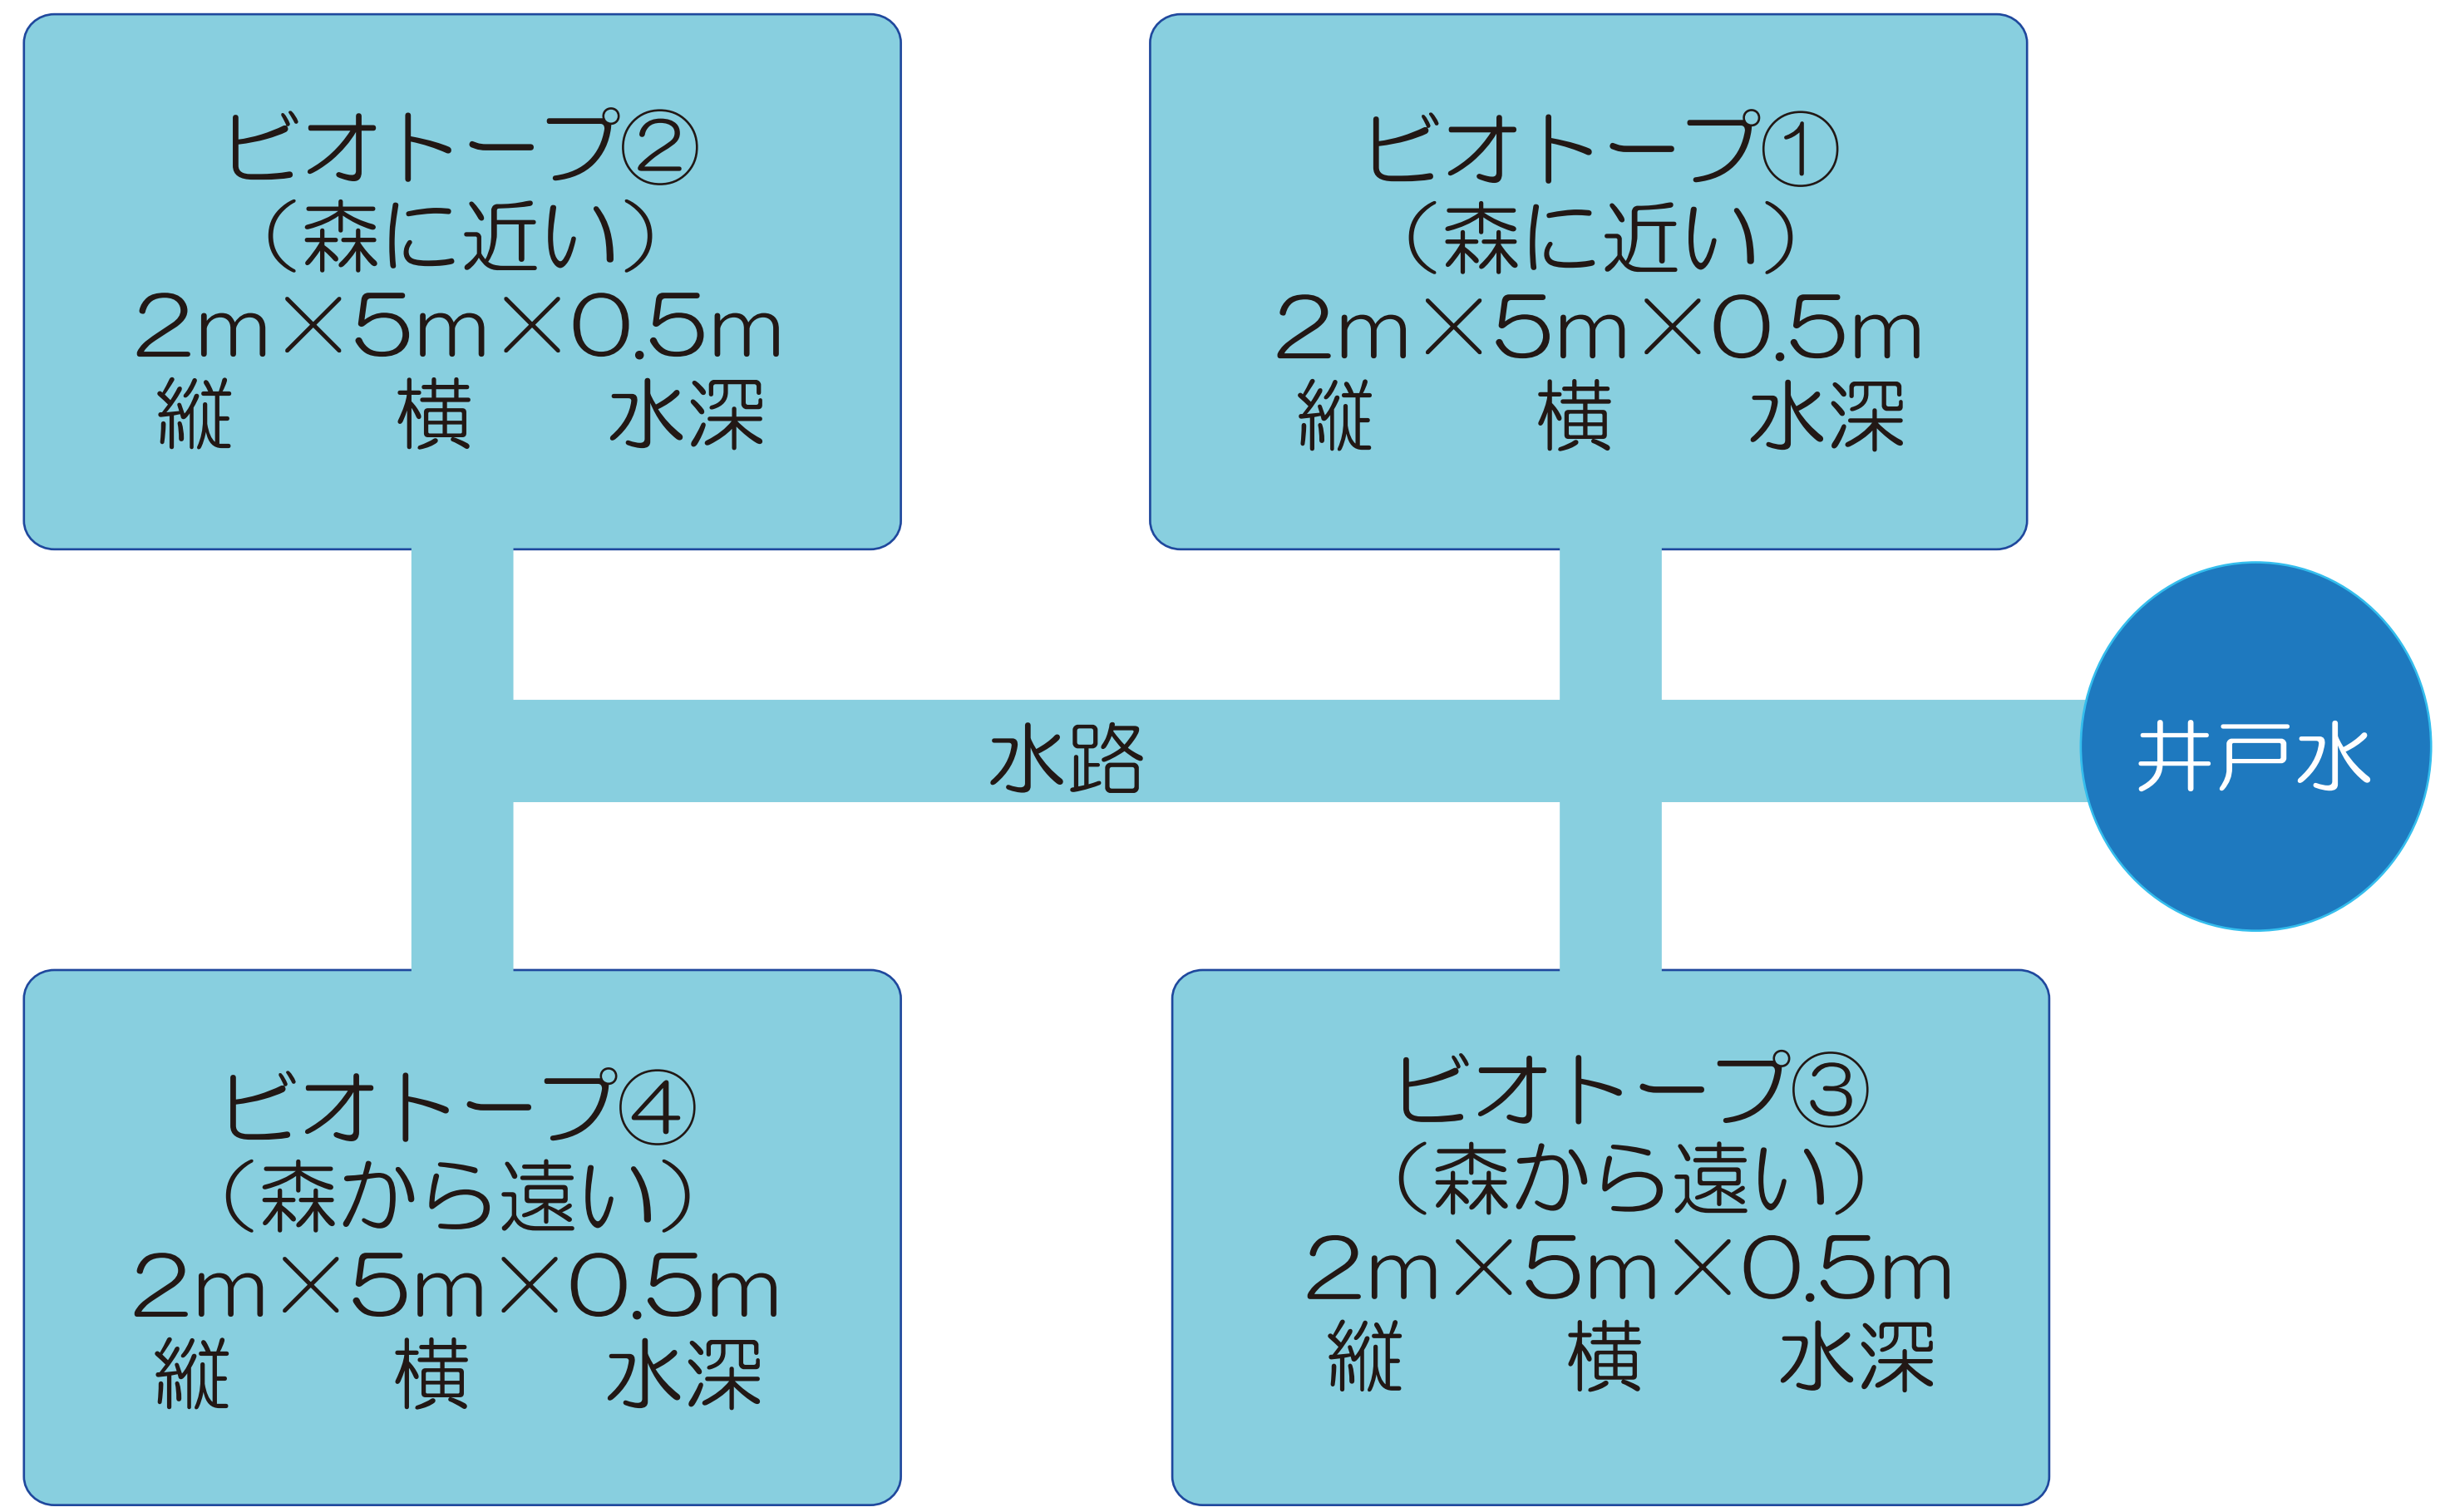 ビオトープ②
(森に近い)
2m×5m×0.5m
縦 横 水深
ビオトープ①
(森に近い)
2m×5m×0.5m
縦 横 水深
水路
井戸水
ビオトープ④
(森から遠い)
2m×5m×0.5m
縦 横 水深
ビオトープ③
(森から遠い)
2m×5m×0.5m
縦 横 水深